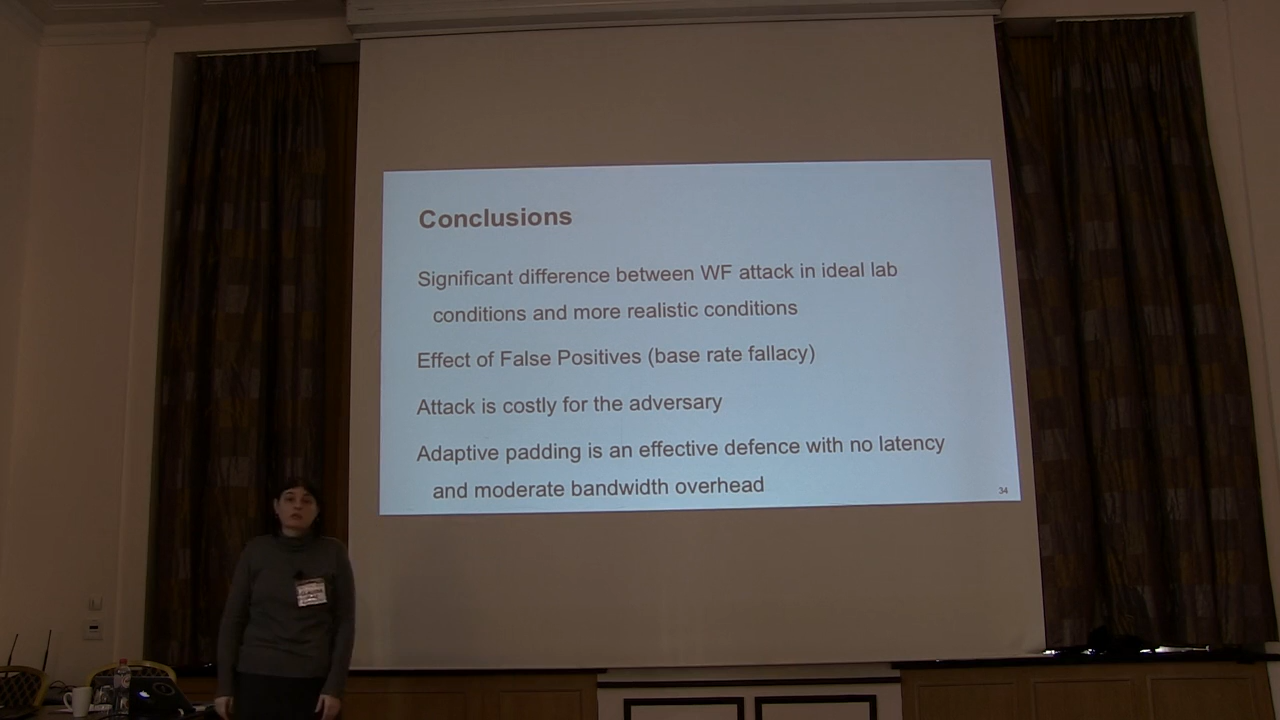 Conclusions
Significant difference between WF attack in ideal lab
conditions and more realistic conditions
Effect of False Positives (base rate fallacy)
Attack is costly for the adversary
Adaptive padding is an effective defence with no latency
and moderate bandwidth overhead
34